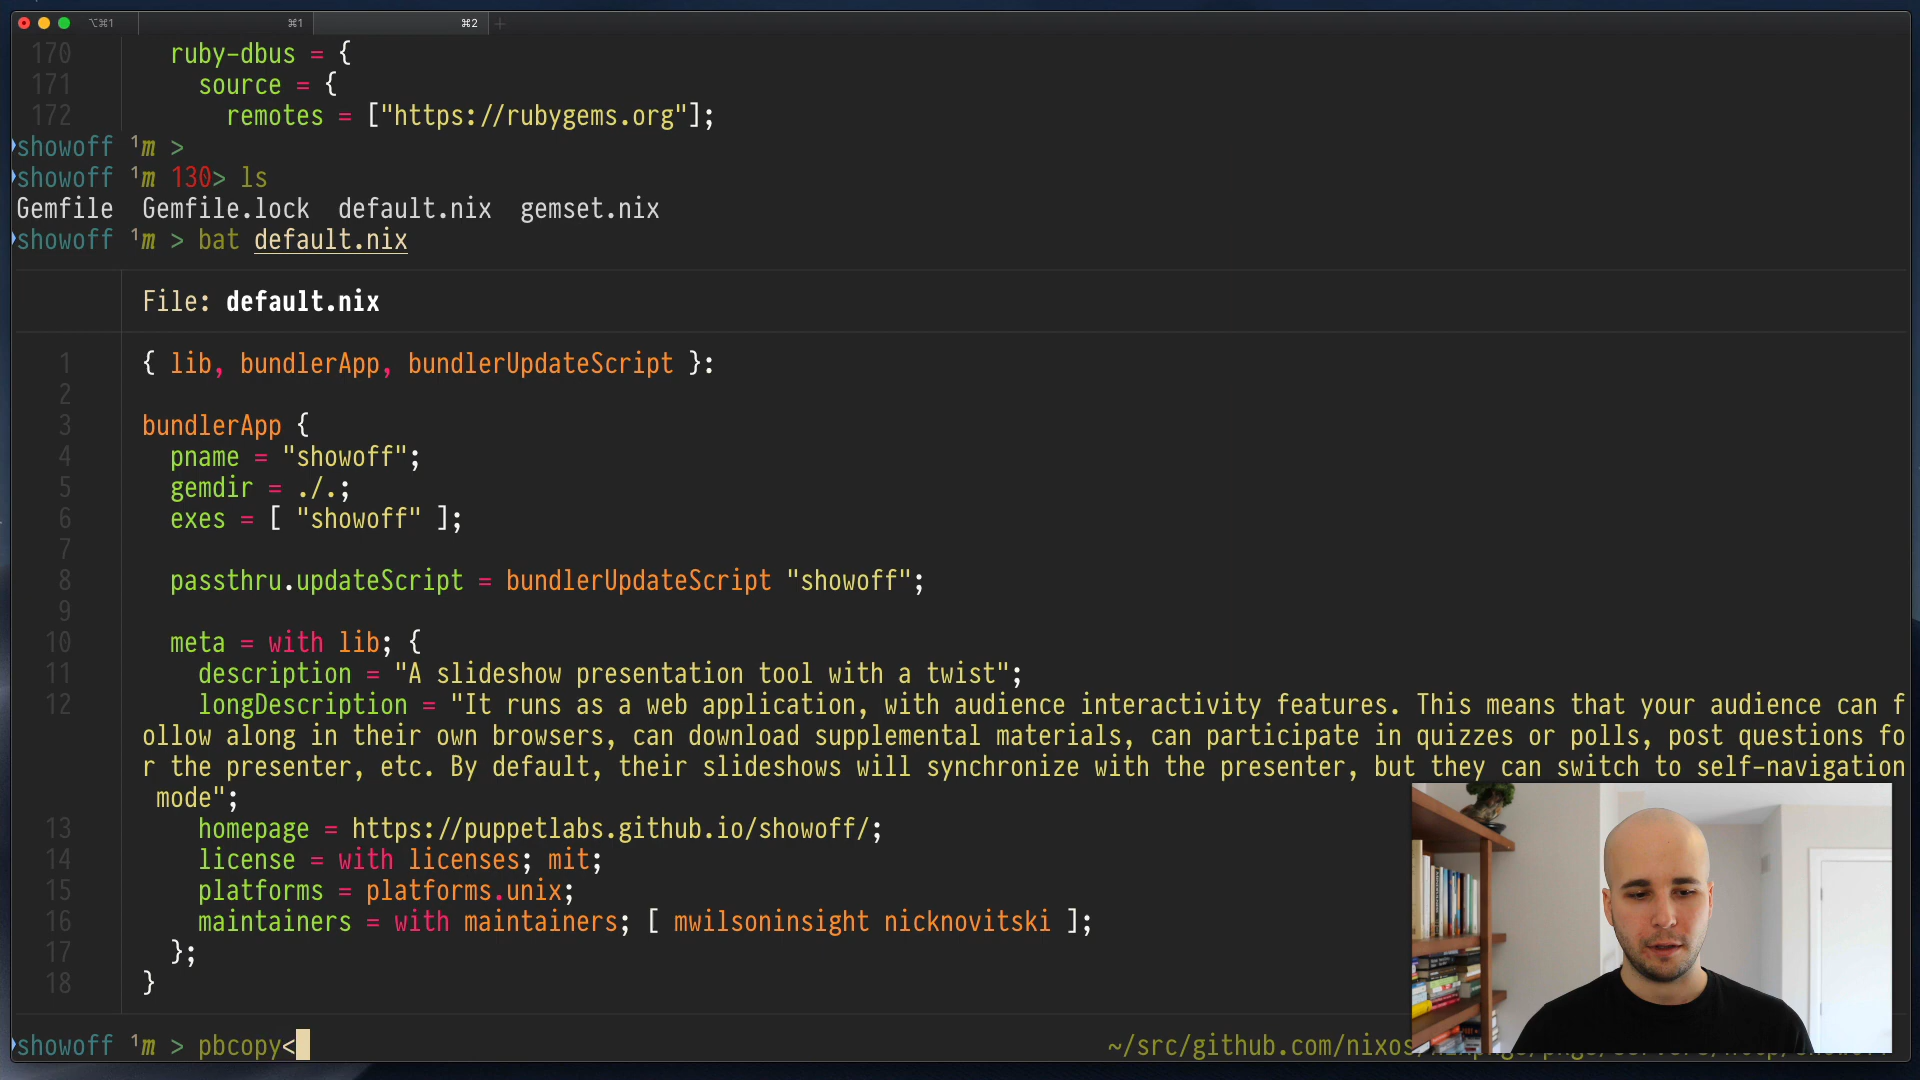 ⌥⌘1 ⌘1 ⌘2 +
170 ruby-dbus = {
171 source = {
172 remotes = ["https://rubygems.org"];
showoff ¹m >
showoff ¹m 130> ls
Gemfile Gemfile.lock default.nix gemset.nix
showoff ¹m > bat default.nix
File: default.nix
1 { lib, bundlerApp, bundlerUpdateScript }:
2
3 bundlerApp {
4 pname = "showoff";
5 gemdir = ./.;
6 exes = [ "showoff" ];
7
8 passthru.updateScript = bundlerUpdateScript "showoff";
9
10 meta = with lib; {
11 description = "A slideshow presentation tool with a twist";
12 longDescription = "It runs as a web application, with audience interactivity features. This means that your audience can f
ollow along in their own browsers, can download supplemental materials, can participate in quizzes or polls, post questions fo
r the presenter, etc. By default, their slideshows will synchronize with the presenter, but they can switch to self-navigation
mode";
13 homepage = https://puppetlabs.github.io/showoff/;
14 license = with licenses; mit;
15 platforms = platforms.unix;
16 maintainers = with maintainers; [ mwilsoninsight nicknovitski ];
17 };
18 }
showoff ¹m > pbcopy< ~/src/github.com/nixos